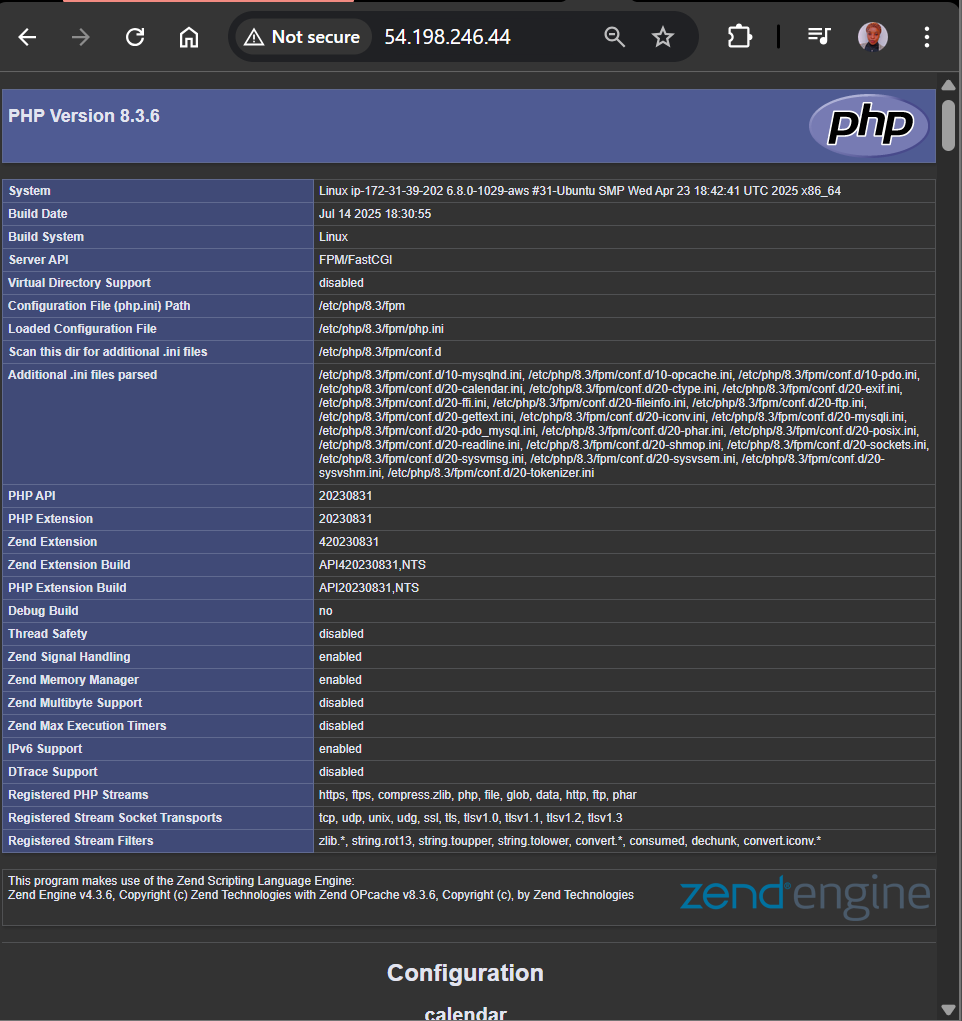 Not secure 54.198.246.44
PHP Version 8.3.6
php
System Linux ip-172-31-39-202 6.8.0-1029-aws #31-Ubuntu SMP Wed Apr 23 18:42:41 UTC 2025 x86_64
Build Date Jul 14 2025 18:30:55
Build System Linux
Server API FPM/FastCGI
Virtual Directory Support disabled
Configuration File (php.ini) Path /etc/php/8.3/fpm
Loaded Configuration File /etc/php/8.3/fpm/php.ini
Scan this dir for additional .ini files /etc/php/8.3/fpm/conf.d
Additional .ini files parsed /etc/php/8.3/fpm/conf.d/10-mysqlnd.ini, /etc/php/8.3/fpm/conf.d/10-opcache.ini, /etc/php/8.3/fpm/conf.d/10-pdo.ini,
/etc/php/8.3/fpm/conf.d/20-calendar.ini, /etc/php/8.3/fpm/conf.d/20-ctype.ini, /etc/php/8.3/fpm/conf.d/20-exif.ini,
/etc/php/8.3/fpm/conf.d/20-ffi.ini, /etc/php/8.3/fpm/conf.d/20-fileinfo.ini, /etc/php/8.3/fpm/conf.d/20-ftp.ini,
/etc/php/8.3/fpm/conf.d/20-gettext.ini, /etc/php/8.3/fpm/conf.d/20-iconv.ini, /etc/php/8.3/fpm/conf.d/20-mysqli.ini,
/etc/php/8.3/fpm/conf.d/20-pdo_mysql.ini, /etc/php/8.3/fpm/conf.d/20-phar.ini, /etc/php/8.3/fpm/conf.d/20-posix.ini,
/etc/php/8.3/fpm/conf.d/20-readline.ini, /etc/php/8.3/fpm/conf.d/20-shmop.ini, /etc/php/8.3/fpm/conf.d/20-sockets.ini,
/etc/php/8.3/fpm/conf.d/20-sysvmsg.ini, /etc/php/8.3/fpm/conf.d/20-sysvsem.ini, /etc/php/8.3/fpm/conf.d/20-
sysvshm.ini, /etc/php/8.3/fpm/conf.d/20-tokenizer.ini
PHP API 20230831
PHP Extension 20230831
Zend Extension 420230831
Zend Extension Build API420230831,NTS
PHP Extension Build API20230831,NTS
Debug Build no
Thread Safety disabled
Zend Signal Handling enabled
Zend Memory Manager enabled
Zend Multibyte Support disabled
Zend Max Execution Timers disabled
IPv6 Support enabled
DTrace Support disabled
Registered PHP Streams https, ftps, compress.zlib, php, file, glob, data, http, ftp, phar
Registered Stream Socket Transports tcp, udp, unix, udg, ssl, tls, tlsv1.0, tlsv1.1, tlsv1.2, tlsv1.3
Registered Stream Filters zlib.*, string.rot13, string.toupper, string.tolower, convert.*, consumed, dechunk, convert.iconv.*
This program makes use of the Zend Scripting Language Engine:
Zend Engine v4.3.6, Copyright (c) Zend Technologies with Zend OPcache v8.3.6, Copyright (c), by Zend Technologies
zend®engine
Configuration
calendar